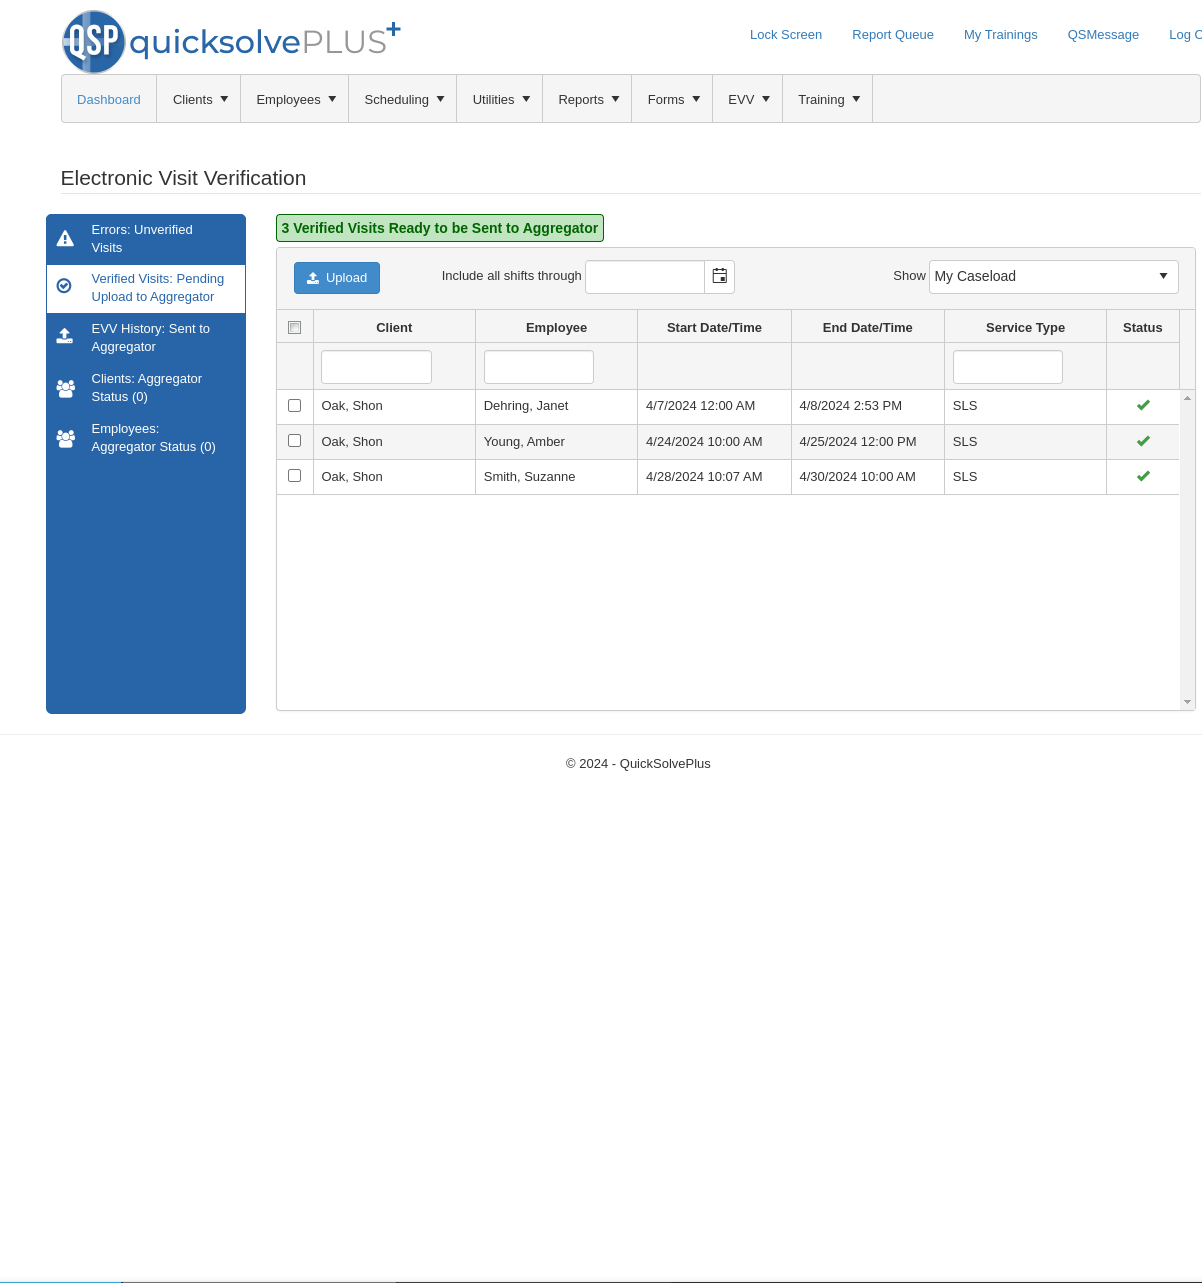 QSP quicksolvePLUS+
Lock Screen Report Queue My Trainings QSMessage Log
Dashboard Clients Employees Scheduling Utilities Reports Forms EVV Training
Electronic Visit Verification
Errors: Unverified
Visits
Verified Visits: Pending
Upload to Aggregator
EVV History: Sent to
Aggregator
Clients: Aggregator
Status (0)
Employees:
Aggregator Status (0)
3 Verified Visits Ready to be Sent to Aggregator
Upload Include all shifts through Show My Caseload
Client Employee Start Date/Time End Date/Time Service Type Status
Oak, Shon Dehring, Janet 4/7/2024 12:00 AM 4/8/2024 2:53 PM SLS
Oak, Shon Young, Amber 4/24/2024 10:00 AM 4/25/2024 12:00 PM SLS
Oak, Shon Smith, Suzanne 4/28/2024 10:07 AM 4/30/2024 10:00 AM SLS
© 2024 - QuickSolvePlus